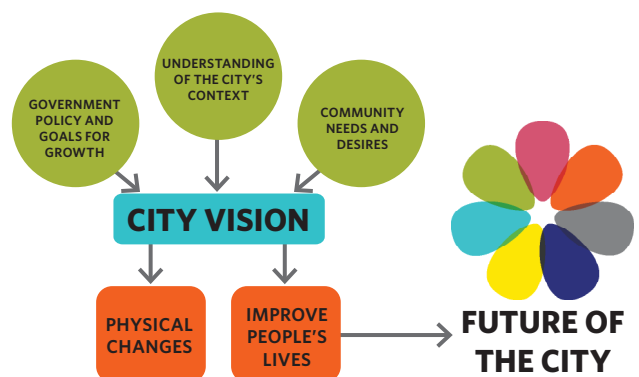 GOVERNMENT
POLICY AND
GOALS FOR
GROWTH
UNDERSTANDING
OF THE CITY'S
CONTEXT
COMMUNITY
NEEDS AND
DESIRES
CITY VISION
PHYSICAL
CHANGES
IMPROVE
PEOPLE'S
LIVES
FUTURE OF
THE CITY